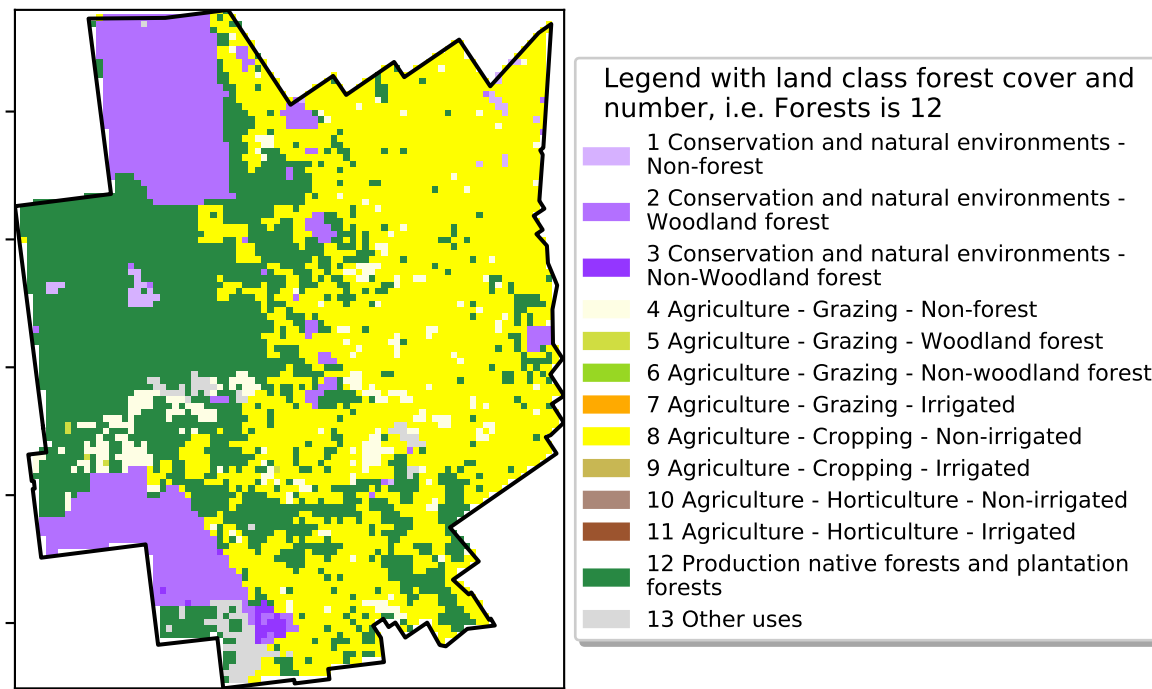 Legend with land class forest cover and
number, i.e. Forests is 12
1 Conservation and natural environments -
Non-forest
2 Conservation and natural environments -
Woodland forest
3 Conservation and natural environments -
Non-Woodland forest
4 Agriculture - Grazing - Non-forest
5 Agriculture - Grazing - Woodland forest
6 Agriculture - Grazing - Non-woodland forest
7 Agriculture - Grazing - Irrigated
8 Agriculture - Cropping - Non-irrigated
9 Agriculture - Cropping - Irrigated
10 Agriculture - Horticulture - Non-irrigated
11 Agriculture - Horticulture - Irrigated
12 Production native forests and plantation
forests
13 Other uses